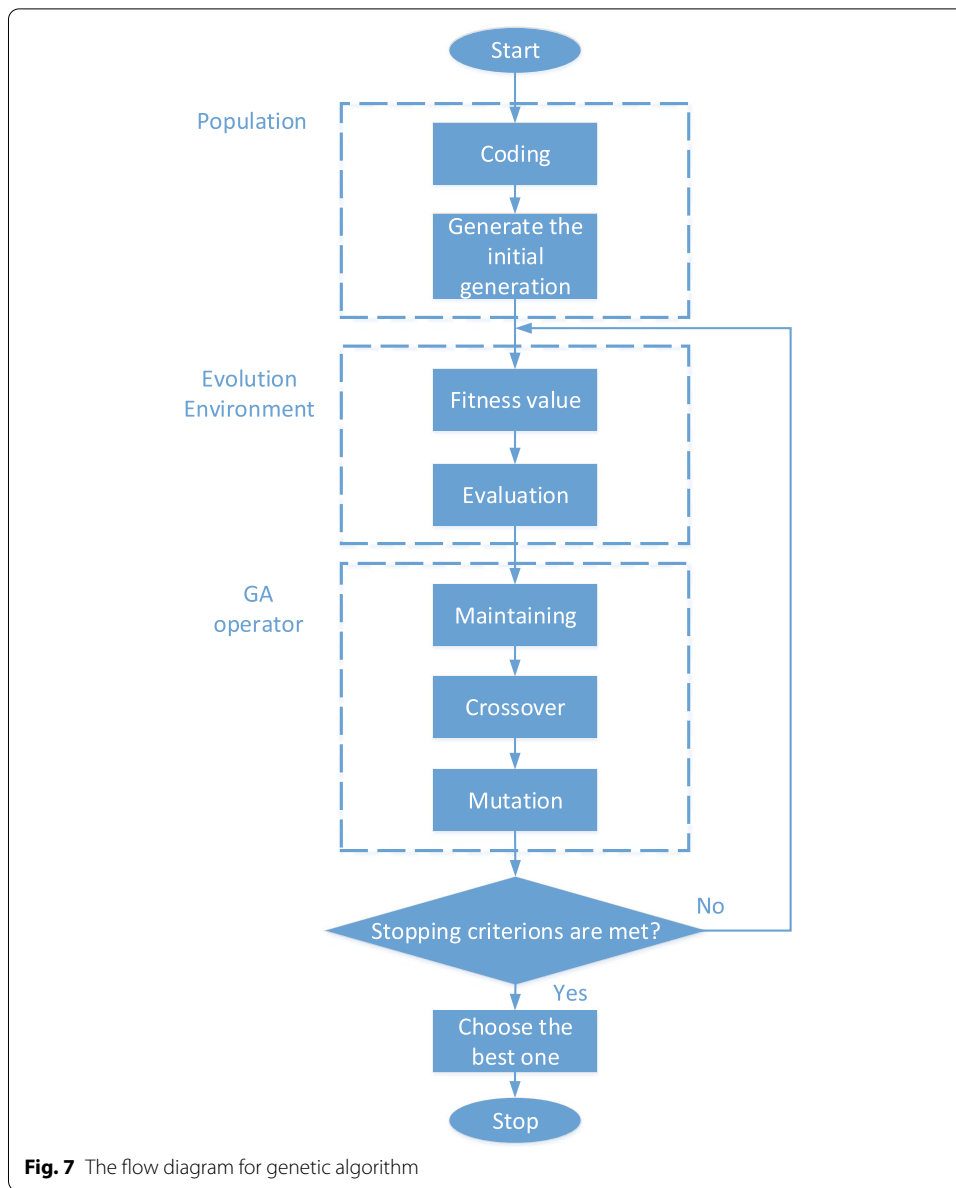 Start
Population
Coding
Generate the
initial
generation
Evolution
Environment
Fitness value
Evaluation
GA
operator
Maintaining
Crossover
Mutation
Stopping criterions are met?
No
Yes
Choose the
best one
Stop
Fig. 7 The flow diagram for genetic algorithm